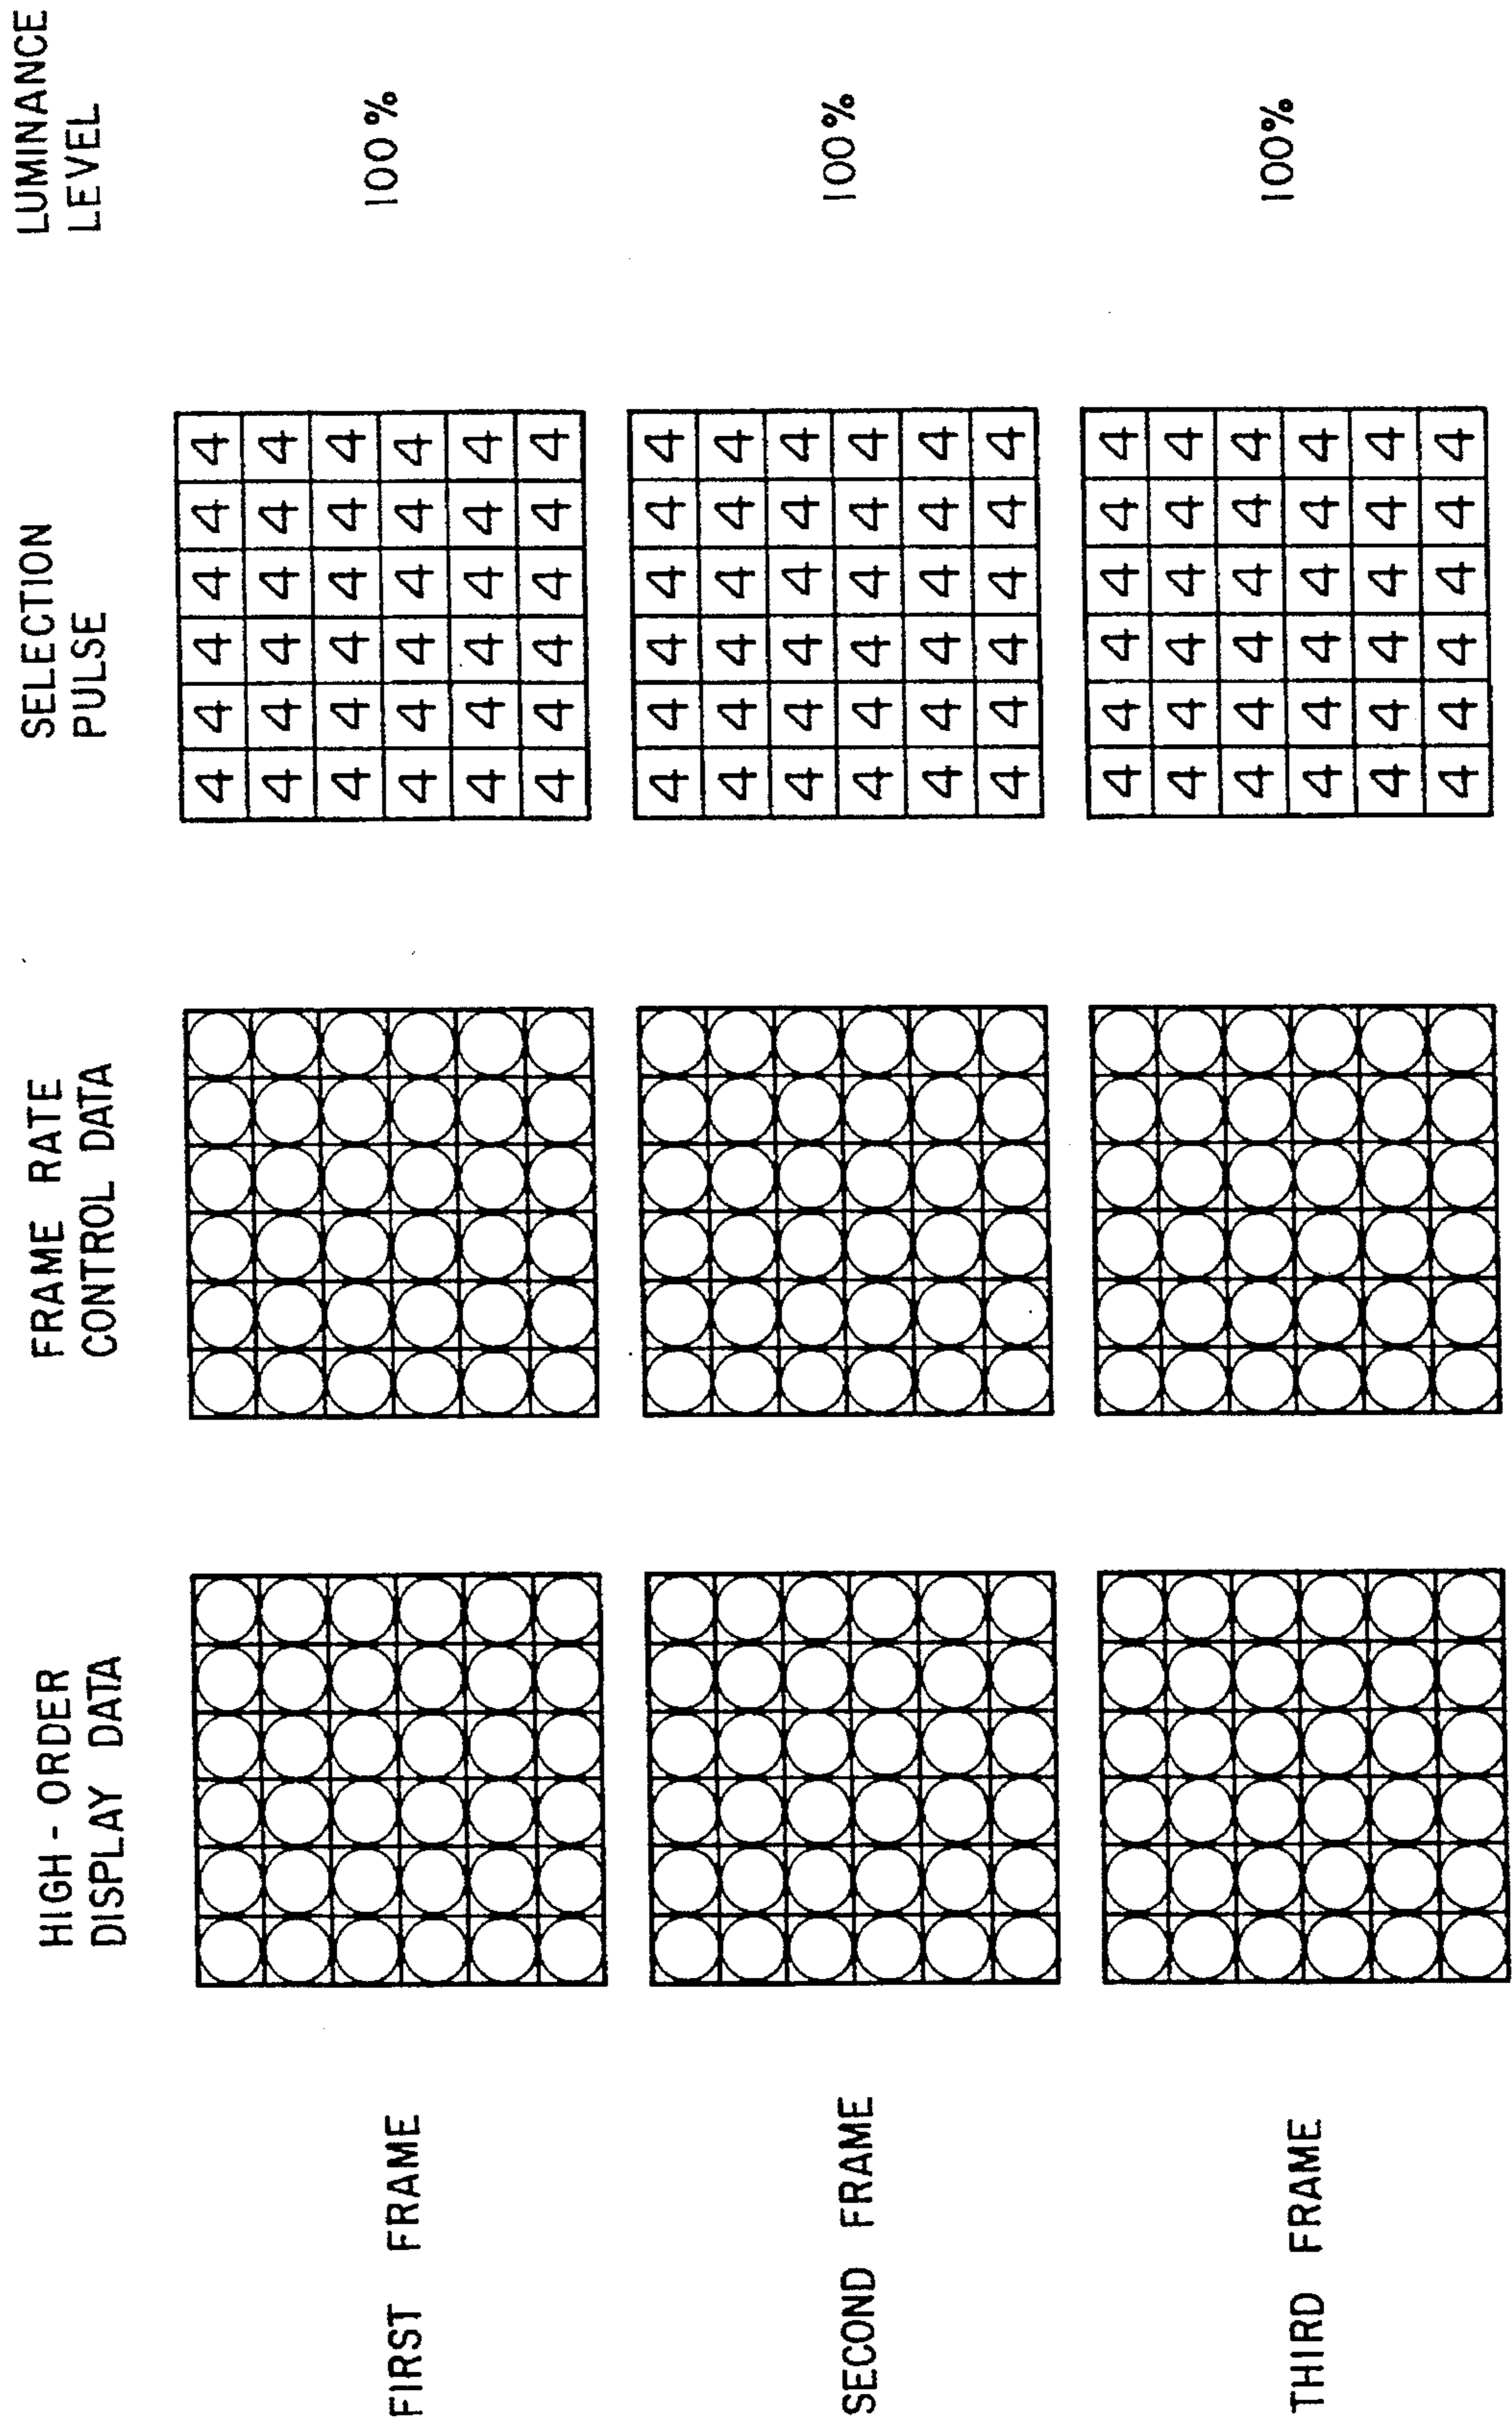 HIGH-ORDER
DISPLAY DATA
FRAME RATE
CONTROL DATA
SELECTION
PULSE
LUMINANCE
LEVEL
FIRST FRAME
4 4 4 4 4 4
4 4 4 4 4 4
4 4 4 4 4 4
4 4 4 4 4 4
4 4 4 4 4 4
4 4 4 4 4 4
100%
SECOND FRAME
4 4 4 4 4 4
4 4 4 4 4 4
4 4 4 4 4 4
4 4 4 4 4 4
4 4 4 4 4 4
4 4 4 4 4 4
100%
THIRD FRAME
4 4 4 4 4 4
4 4 4 4 4 4
4 4 4 4 4 4
4 4 4 4 4 4
4 4 4 4 4 4
4 4 4 4 4 4
100%